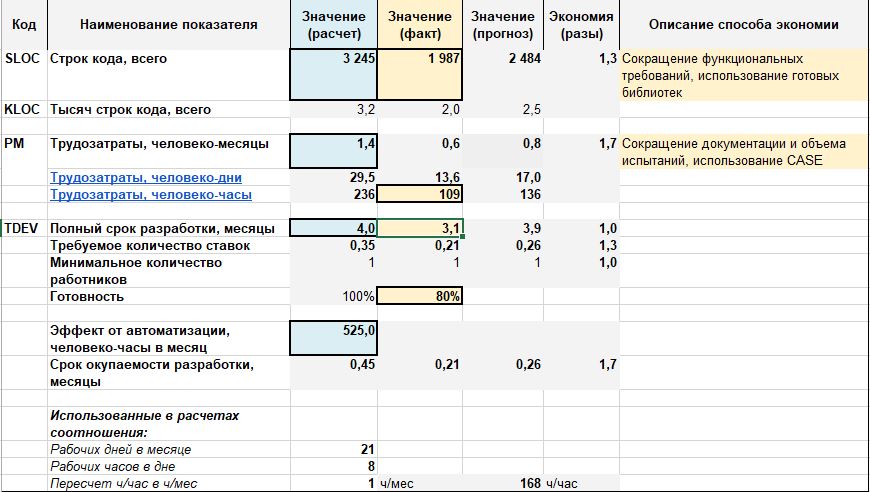 Код Наименование показателя Значение (расчет) Значение (факт) Значение (прогноз) Экономия (разы) Описание способа экономии
SLOC Строк кода, всего 3 245 1 987 2 484 1,3 Сокращение функциональных
требований, использование готовых
библиотек
KLOC Тысяч строк кода, всего 3,2 2,0 2,5
PM Трудозатраты, человеко-месяцы 1,4 0,6 0,8 1,7 Сокращение документации и объема
испытаний, использование CASE
Трудозатраты, человеко-дни 29,5 13,6 17,0
Трудозатраты, человеко-часы 236 109 136
TDEV Полный срок разработки, месяцы 4,0 3,1 3,9 1,0
Требуемое количество ставок 0,35 0,21 0,26 1,3
Минимальное количество 1 1 1 1,0
работников
Готовность 100% 80%
Эффект от автоматизации, 525,0
человеко-часы в месяц
Срок окупаемости разработки, 0,45 0,21 0,26 1,7
месяцы
Использованные в расчетах
соотношения:
Рабочих дней в месяце 21
Рабочих часов в дне 8
Пересчет ч/час в ч/мес 1 ч/мес 168 ч/час